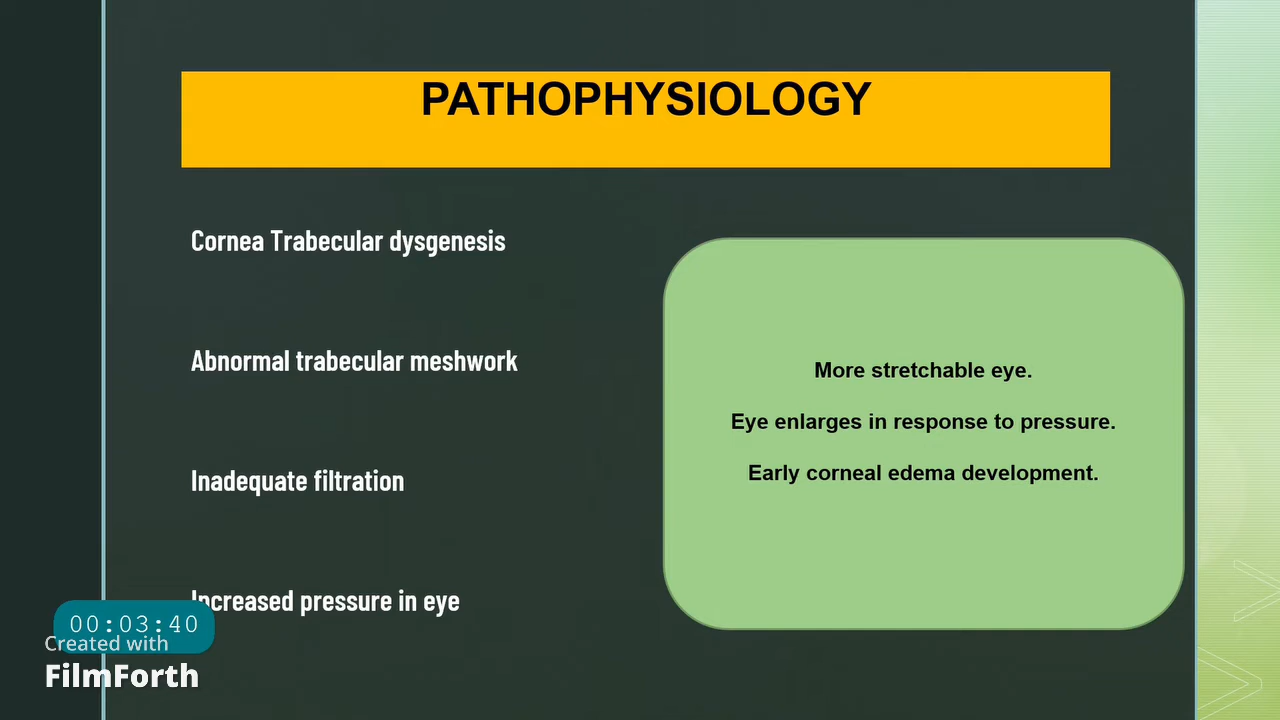 PATHOPHYSIOLOGY
Cornea Trabecular dysgenesis
Abnormal trabecular meshwork
Inadequate filtration
Increased pressure in eye
More stretchable eye.
Eye enlarges in response to pressure.
Early corneal edema development.
00:03:40
Created with
FilmForth